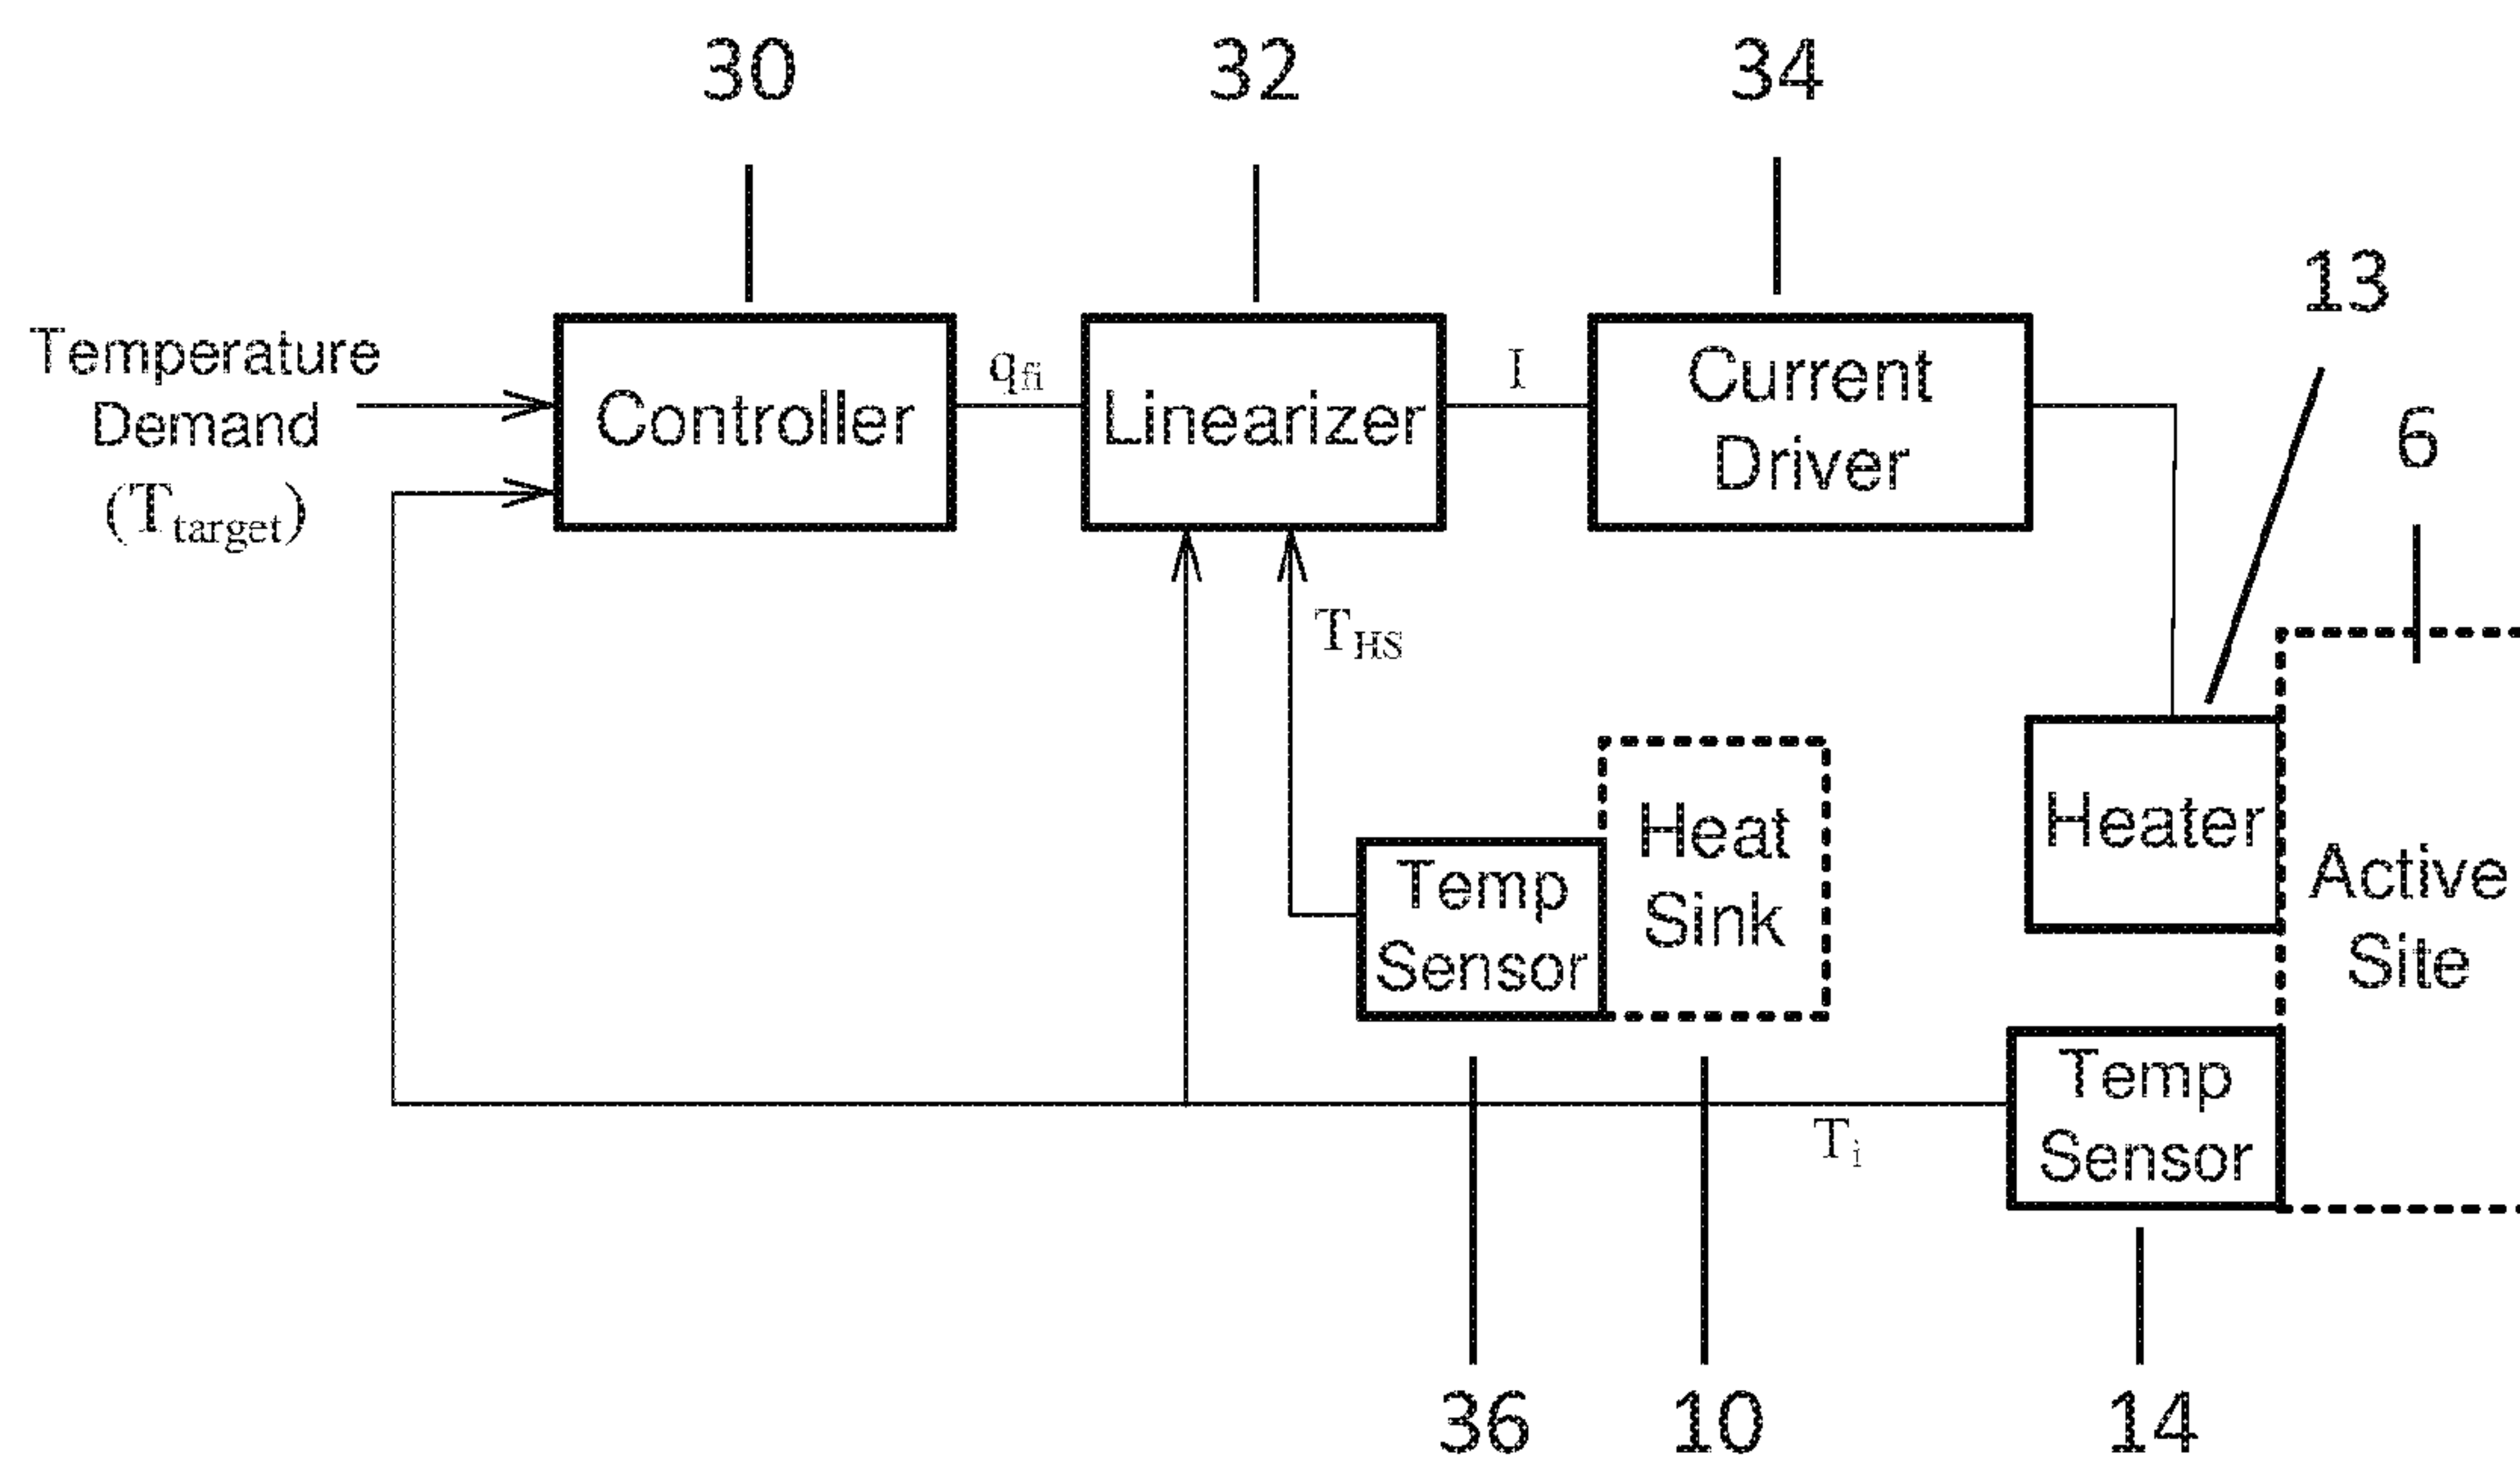 30
32
34
13
6
Temperature
Demand
(T_target)
Controller
q_fi
Linearizer
I
Current
Driver
T_HS
Heater
Heat
Sink
Temp
Sensor
Active
Site
Temp
Sensor
T_i
36
10
14